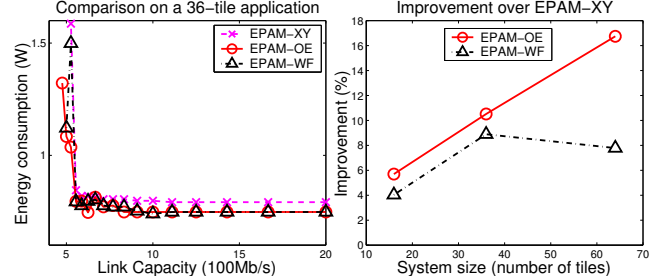 Comparison on a 36−tile application
EPAM−XY
EPAM−OE
EPAM−WF
1.5
1
Energy consumption (W)
5
10
15
20
Link Capacity (100Mb/s)
Improvement over EPAM−XY
EPAM−OE
EPAM−WF
18
16
14
12
10
8
6
4
2
0
Improvement (%)
10
20
30
40
50
60
70
System size (number of tiles)